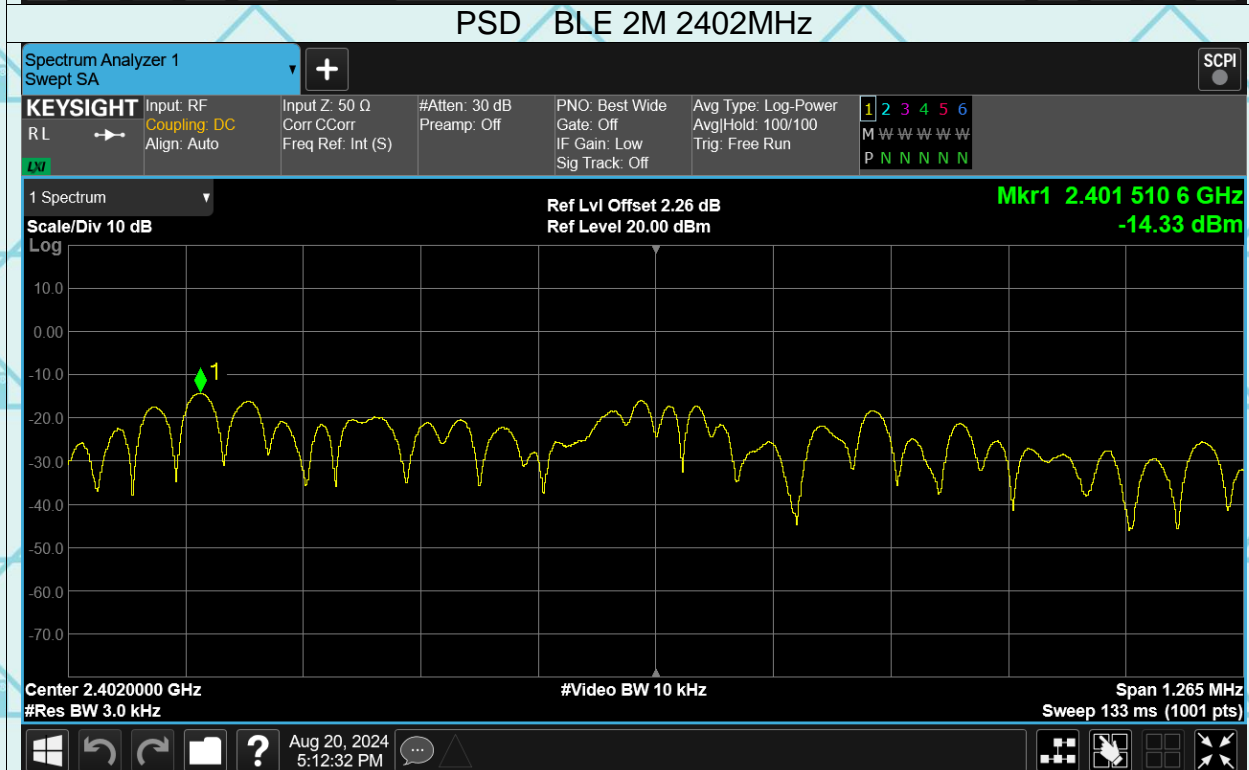 PSD BLE 2M 2402MHz
Spectrum Analyzer 1
Swept SA
+
SCPI
KEYSIGHT
R L
LXI
Input: RF
Coupling: DC
Align: Auto
Input Z: 50 Ω
Corr CCorr
Freq Ref: Int (S)
#Atten: 30 dB
Preamp: Off
PNO: Best Wide
Gate: Off
IF Gain: Low
Sig Track: Off
Avg Type: Log-Power
Avg|Hold: 100/100
Trig: Free Run
1 2 3 4 5 6
M W W W W W W
P N N N N N
1 Spectrum
Scale/Div 10 dB
Ref Lvl Offset 2.26 dB
Ref Level 20.00 dBm
Mkr1 2.401 510 6 GHz
-14.33 dBm
Log
10.0
0.00
-10.0
-20.0
-30.0
-40.0
-50.0
-60.0
-70.0
1
Center 2.4020000 GHz
#Res BW 3.0 kHz
#Video BW 10 kHz
Span 1.265 MHz
Sweep 133 ms (1001 pts)
?
Aug 20, 2024
5:12:32 PM